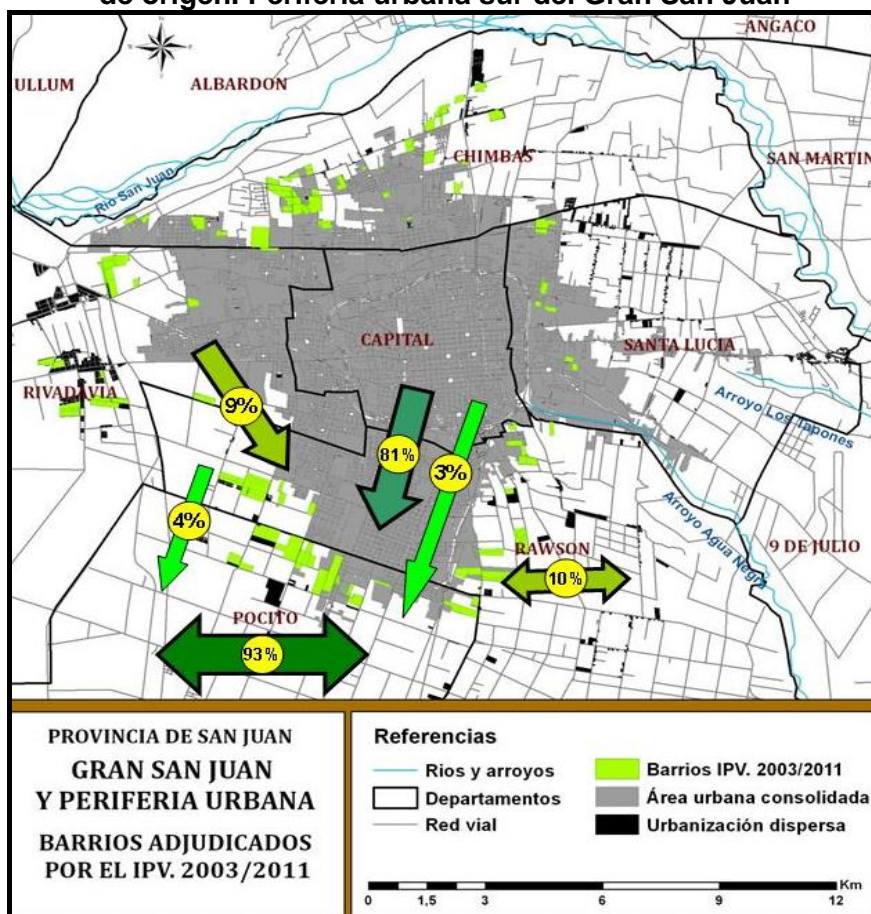 de origen. Periferia urbana sur del Gran San Juan
ANGACO
ULLUM
ALBARDON
CHIMBAS
SAN MARTIN
Rio San Juan
CAPITAL
SANTA LUCIA
RIVADAVIA
Arroyo Los Tapones
9%
81%
3%
4%
Arroyo Agua Negra
RAWSON
9 DE JULIO
10%
POCITO
93%
PROVINCIA DE SAN JUAN
GRAN SAN JUAN
Y PERIFERIA URBANA
BARRIOS ADJUDICADOS
POR EL IPV. 2003/2011
Referencias
Rios y arroyos
Departamentos
Red vial
Barrios IPV. 2003/2011
Área urbana consolidada
Urbanización dispersa
Km
0 1,5 3 6 9 12